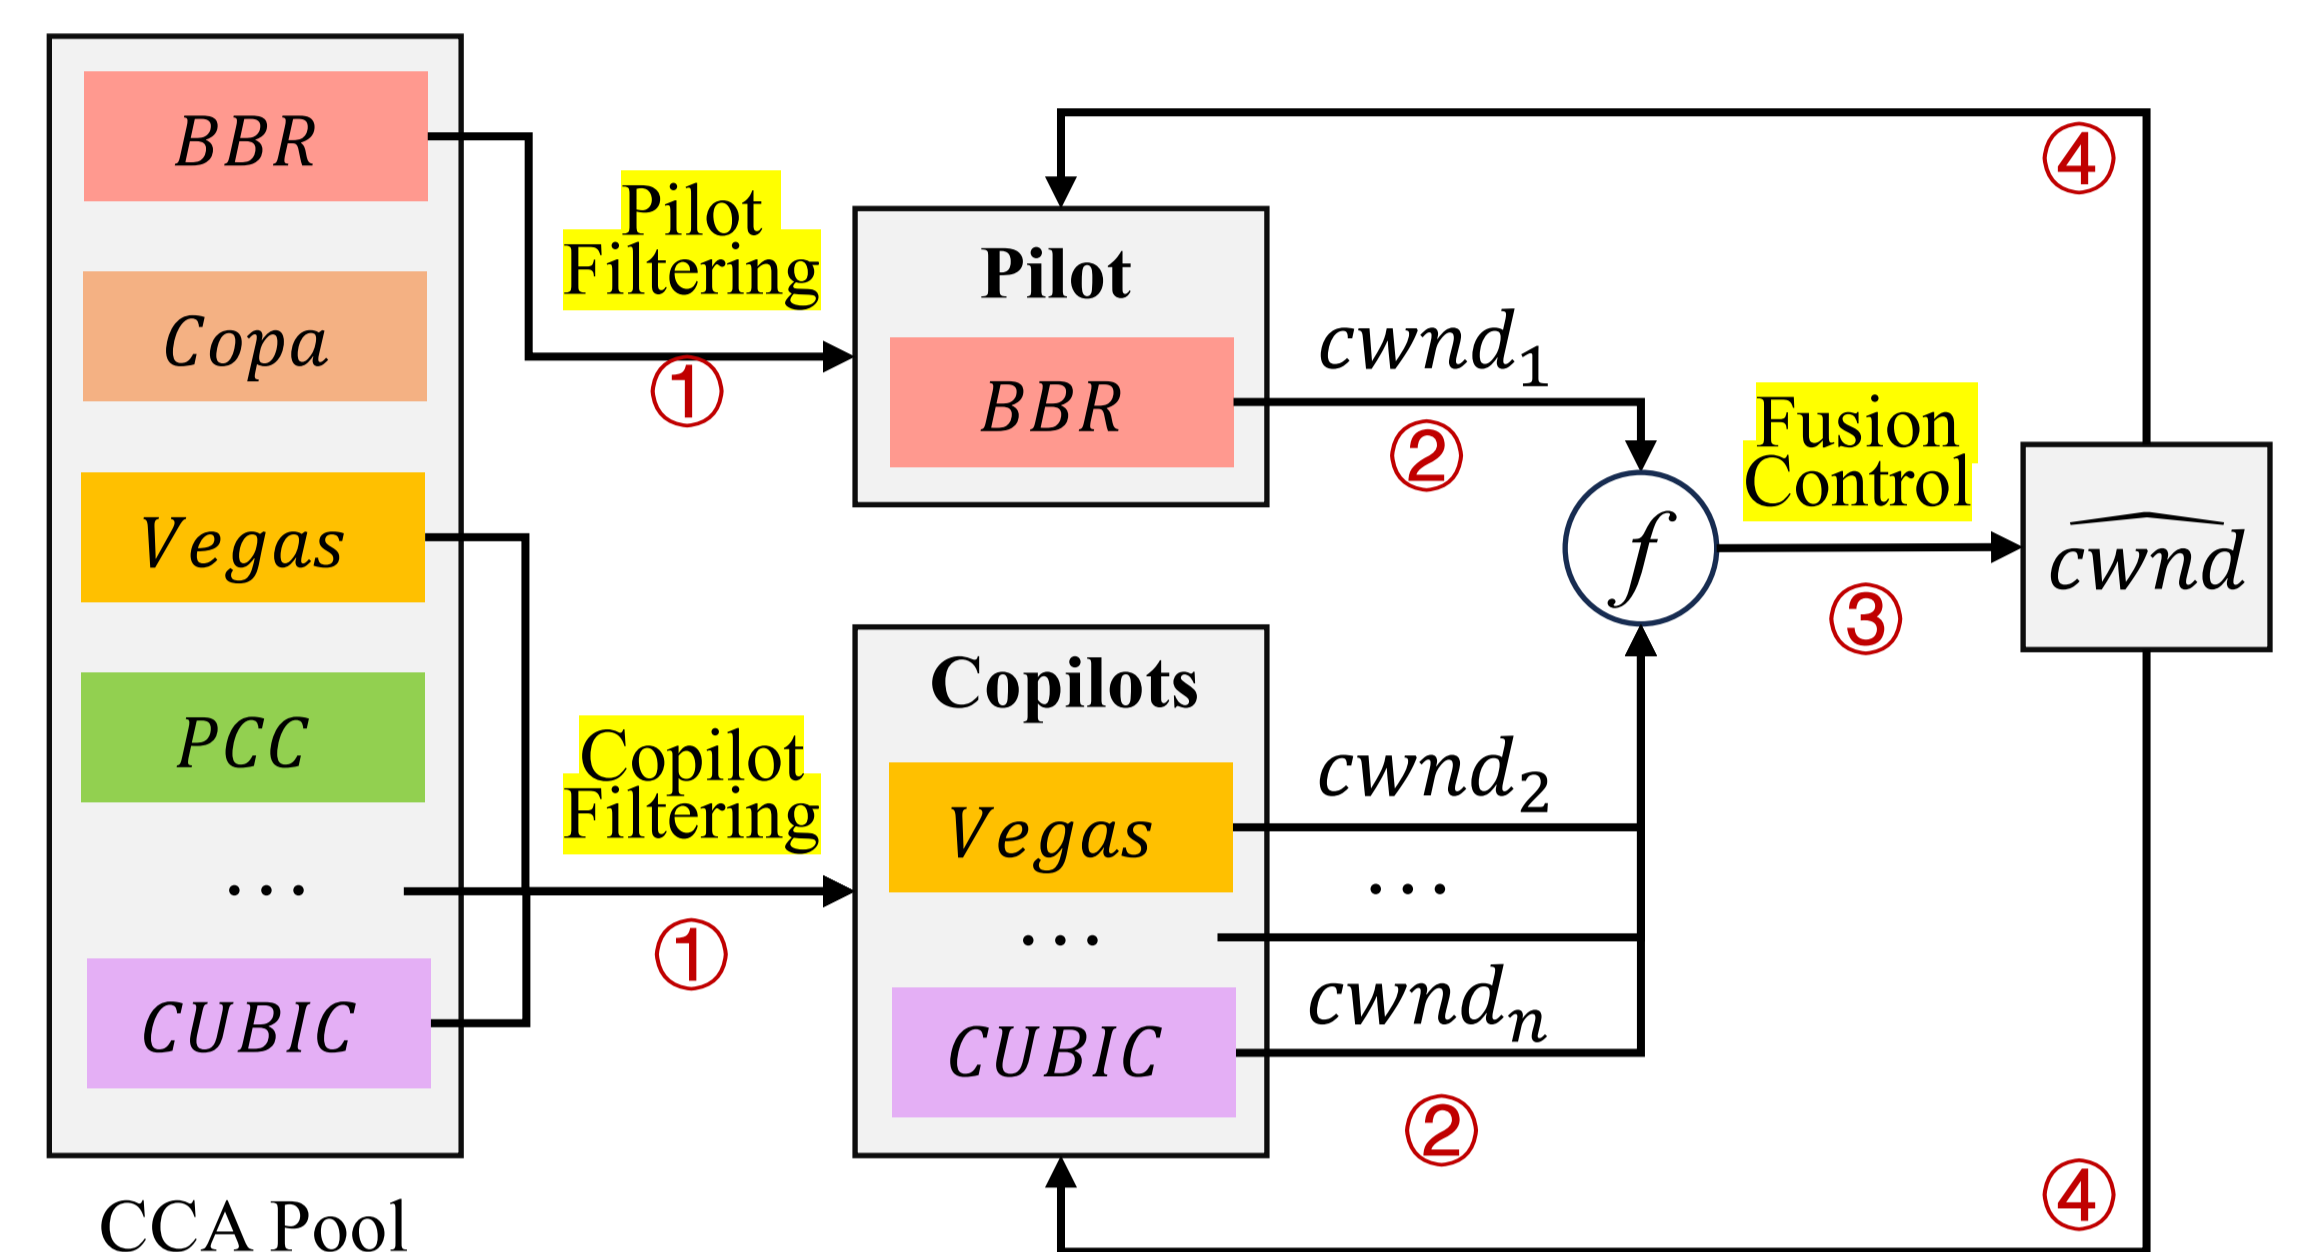 BBR
Copa
Vegas
PCC
...
CUBIC
CCA Pool
Pilot
Filtering
①
Copilot
Filtering
①
Pilot
BBR
Copilots
Vegas
...
CUBIC
cwnd₁
②
cwnd₂
...
cwndₙ
②
f
Fusion
Control
③
\widehat{cwnd}
④
④